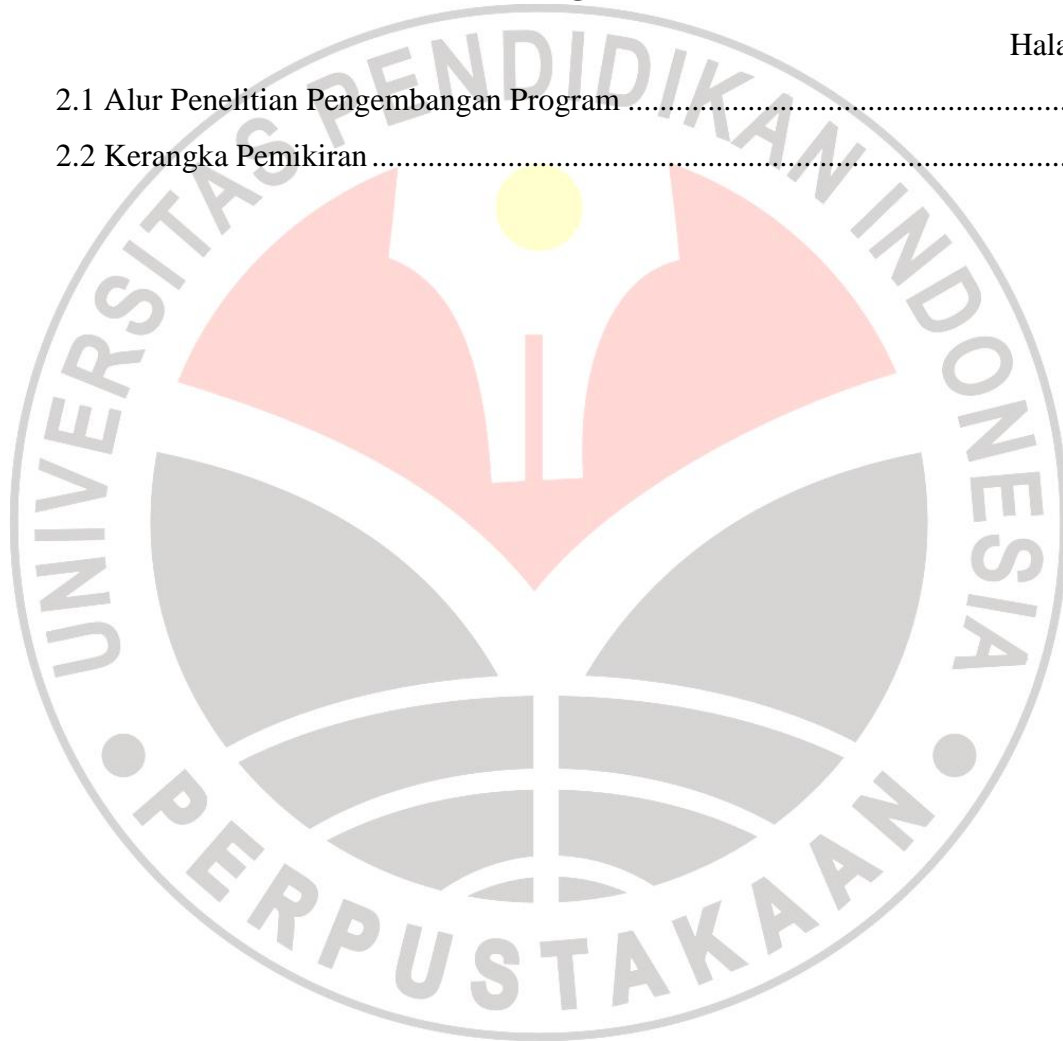 Hala
2.1 Alur Penelitian Pengembangan Program ................................................................
2.2 Kerangka Pemikiran ................................................................................................
UNIVERSITAS PENDIDIKAN INDONESIA
PERPUSTAKAAN